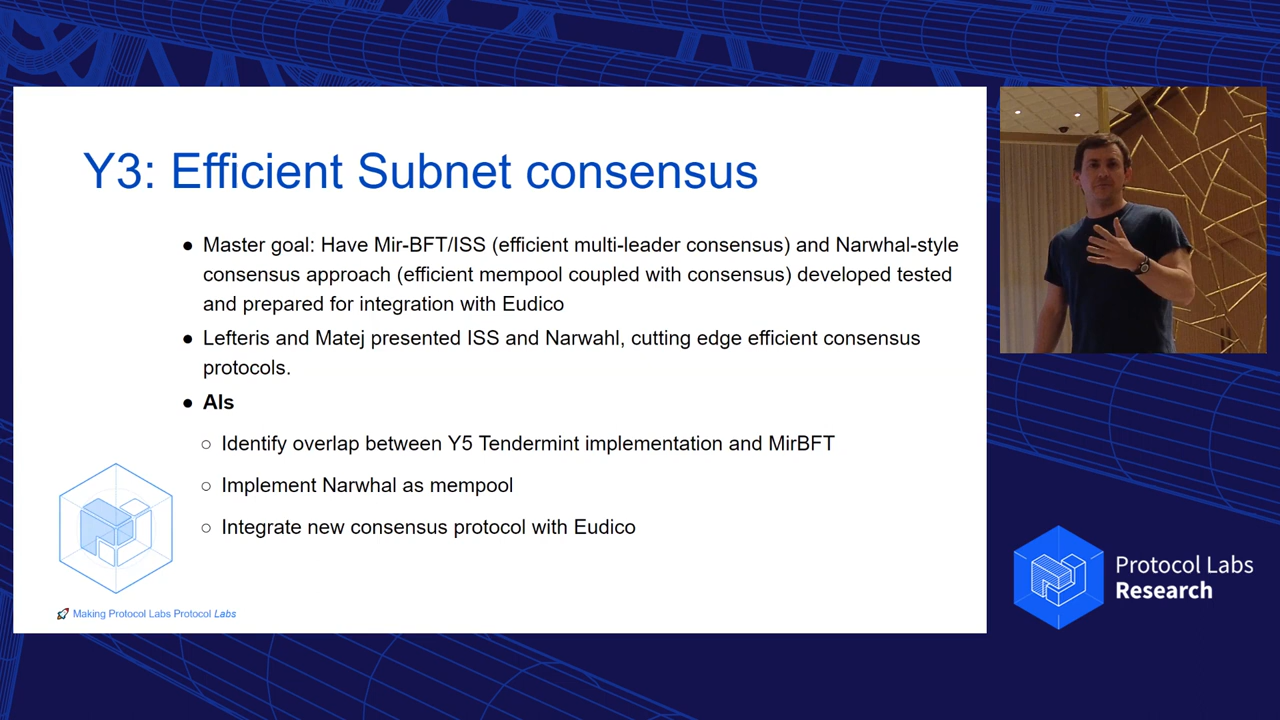 Y3: Efficient Subnet consensus
● Master goal: Have Mir-BFT/ISS (efficient multi-leader consensus) and Narwhal-style
consensus approach (efficient mempool coupled with consensus) developed tested
and prepared for integration with Eudico
● Lefteris and Matej presented ISS and Narwahl, cutting edge efficient consensus
protocols.
● AIs
○ Identify overlap between Y5 Tendermint implementation and MirBFT
○ Implement Narwhal as mempool
○ Integrate new consensus protocol with Eudico
🚀 Making Protocol Labs Protocol Labs
Protocol Labs
Research